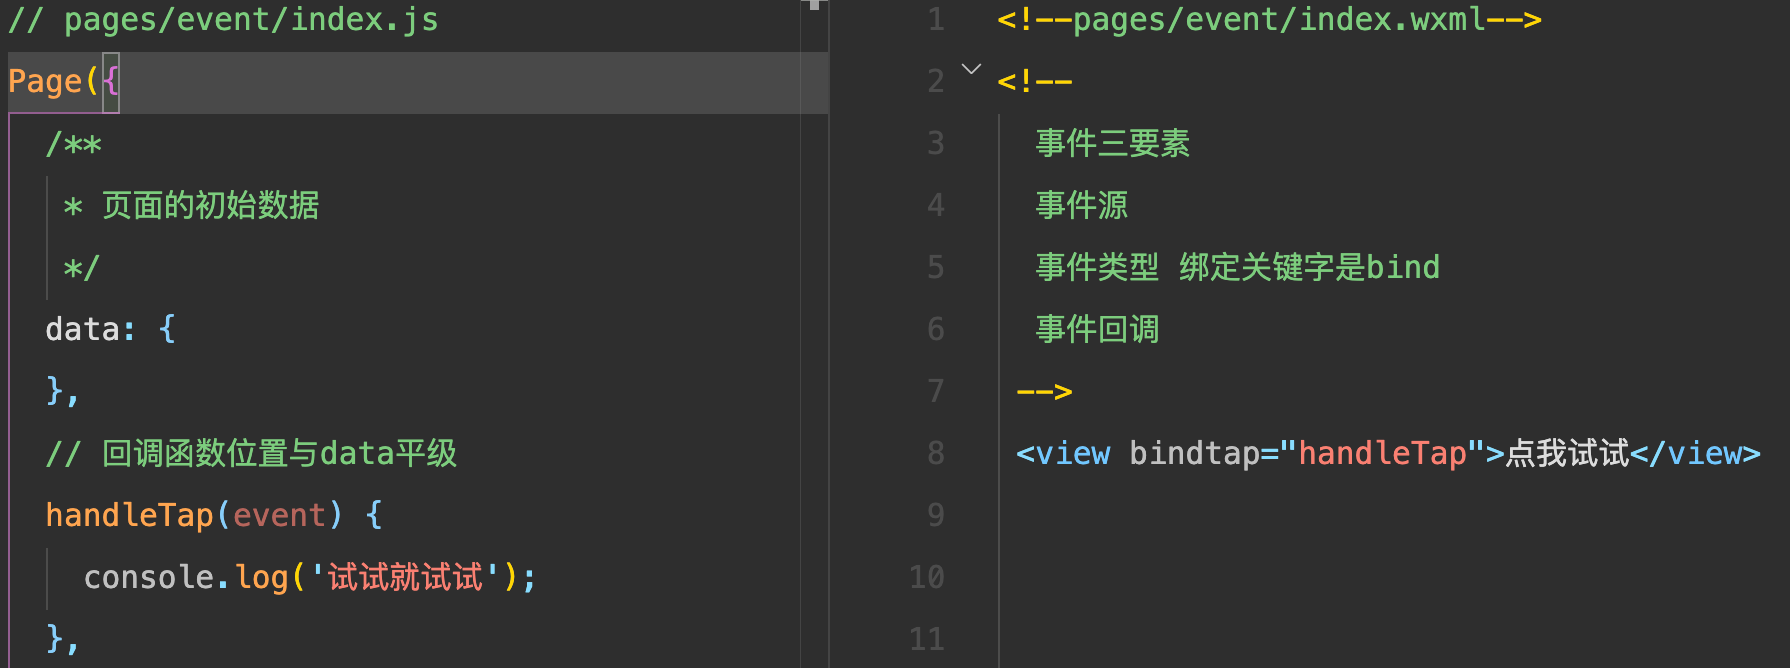 // pages/event/index.js
Page({
/**
* 页面的初始数据
*/
data: {
},
// 回调函数位置与data平级
handleTap(event) {
console.log('试试就试试');
},
1 <!--pages/event/index.wxml-->
2 <!--
3 事件三要素
4 事件源
5 事件类型 绑定关键字是bind
6 事件回调
7 -->
8 <view bindtap="handleTap">点我试试</view>
9
10
11